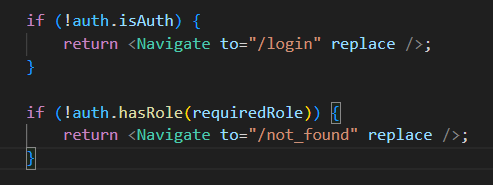 if (!auth.isAuth) {
    return <Navigate to="/login" replace />;
}

if (!auth.hasRole(requiredRole)) {
    return <Navigate to="/not_found" replace />;
}